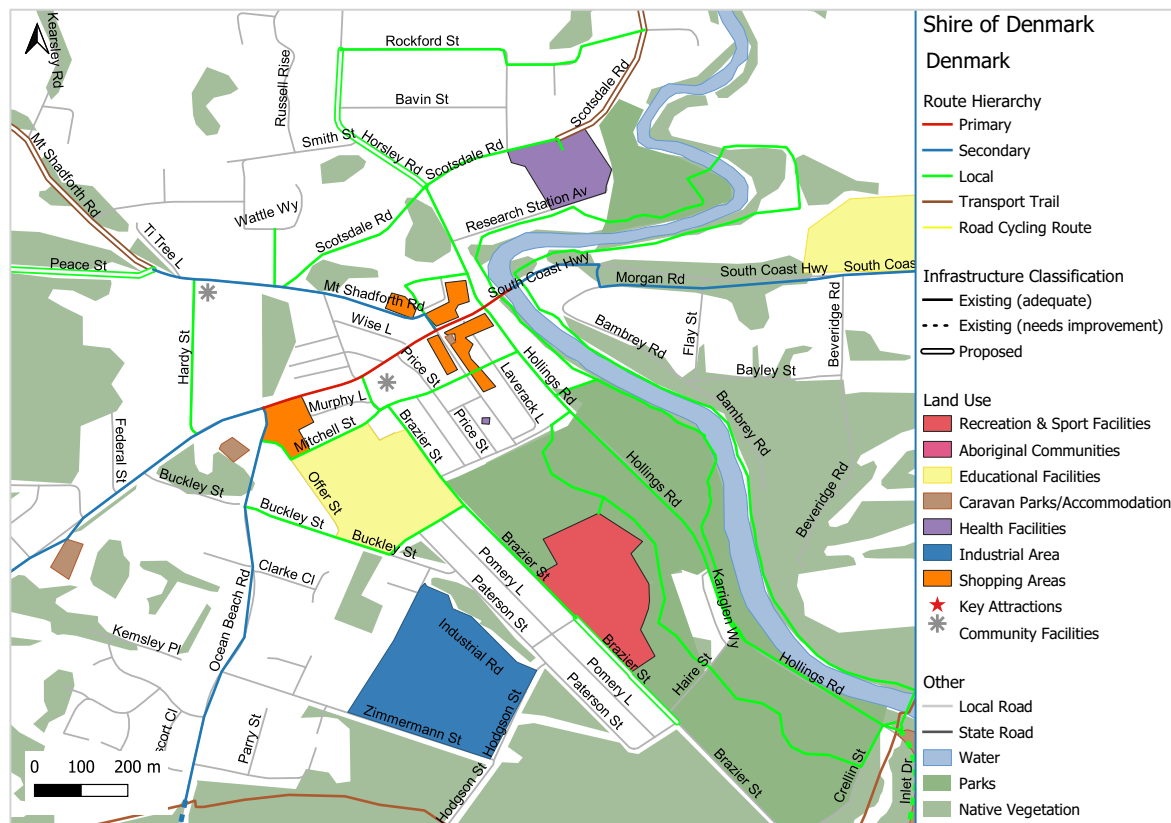 Kearsley Rd
Rockford St
Russell Rise
Bavin St
Scotsdale Rd
Smith St
Horsley Rd
Scotsdale Rd
Mt Shadforth Rd
Wattle Wy
Research Station Av
Scotsdale Rd
Ti Tree L
Peace St
South Coast Hwy
Morgan Rd
South Coast Hwy
South Coas
Mt Shadforth Rd
Wise L
Hardy St
Bambrey Rd
Flay St
Beveridge Rd
Price St
Hollings Rd
Laverack L
Bayley St
Murphy L
Mitchell St
Brazier St
Price St
Bambrey Rd
Federal St
Buckley St
Offer St
Hollings Rd
Beveridge Rd
Buckley St
Buckley St
Brazier St
Pomery L
Paterson St
Clarke Cl
Ocean Beach Rd
Karriglen Wy
Kemsley Pl
Industrial Rd
Brazier St
Haire St
Hollings Rd
Pomery L
Paterson St
Zimmermann St
Hodgson St
scort Cl
Parry St
Hodgson St
Brazier St
Crellin St
Inlet Dr
0 100 200 m
Shire of Denmark
Denmark
Route Hierarchy
Primary
Secondary
Local
Transport Trail
Road Cycling Route
Infrastructure Classification
Existing (adequate)
Existing (needs improvement)
Proposed
Land Use
Recreation & Sport Facilities
Aboriginal Communities
Educational Facilities
Caravan Parks/Accommodation
Health Facilities
Industrial Area
Shopping Areas
Key Attractions
Community Facilities
Other
Local Road
State Road
Water
Parks
Native Vegetation